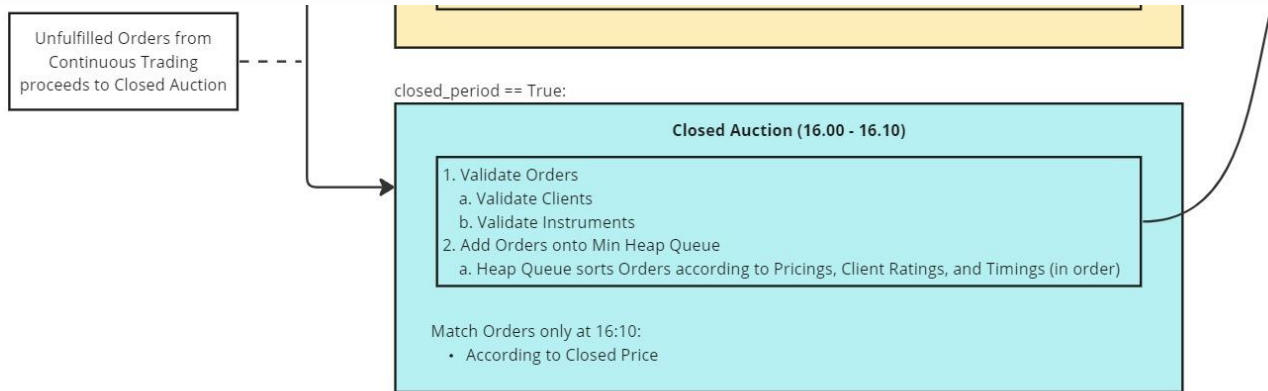 Unfulfilled Orders from
Continuous Trading
proceeds to Closed Auction
closed_period == True:
Closed Auction (16.00 - 16.10)
1. Validate Orders
a. Validate Clients
b. Validate Instruments
2. Add Orders onto Min Heap Queue
a. Heap Queue sorts Orders according to Pricings, Client Ratings, and Timings (in order)
Match Orders only at 16:10:
• According to Closed Price